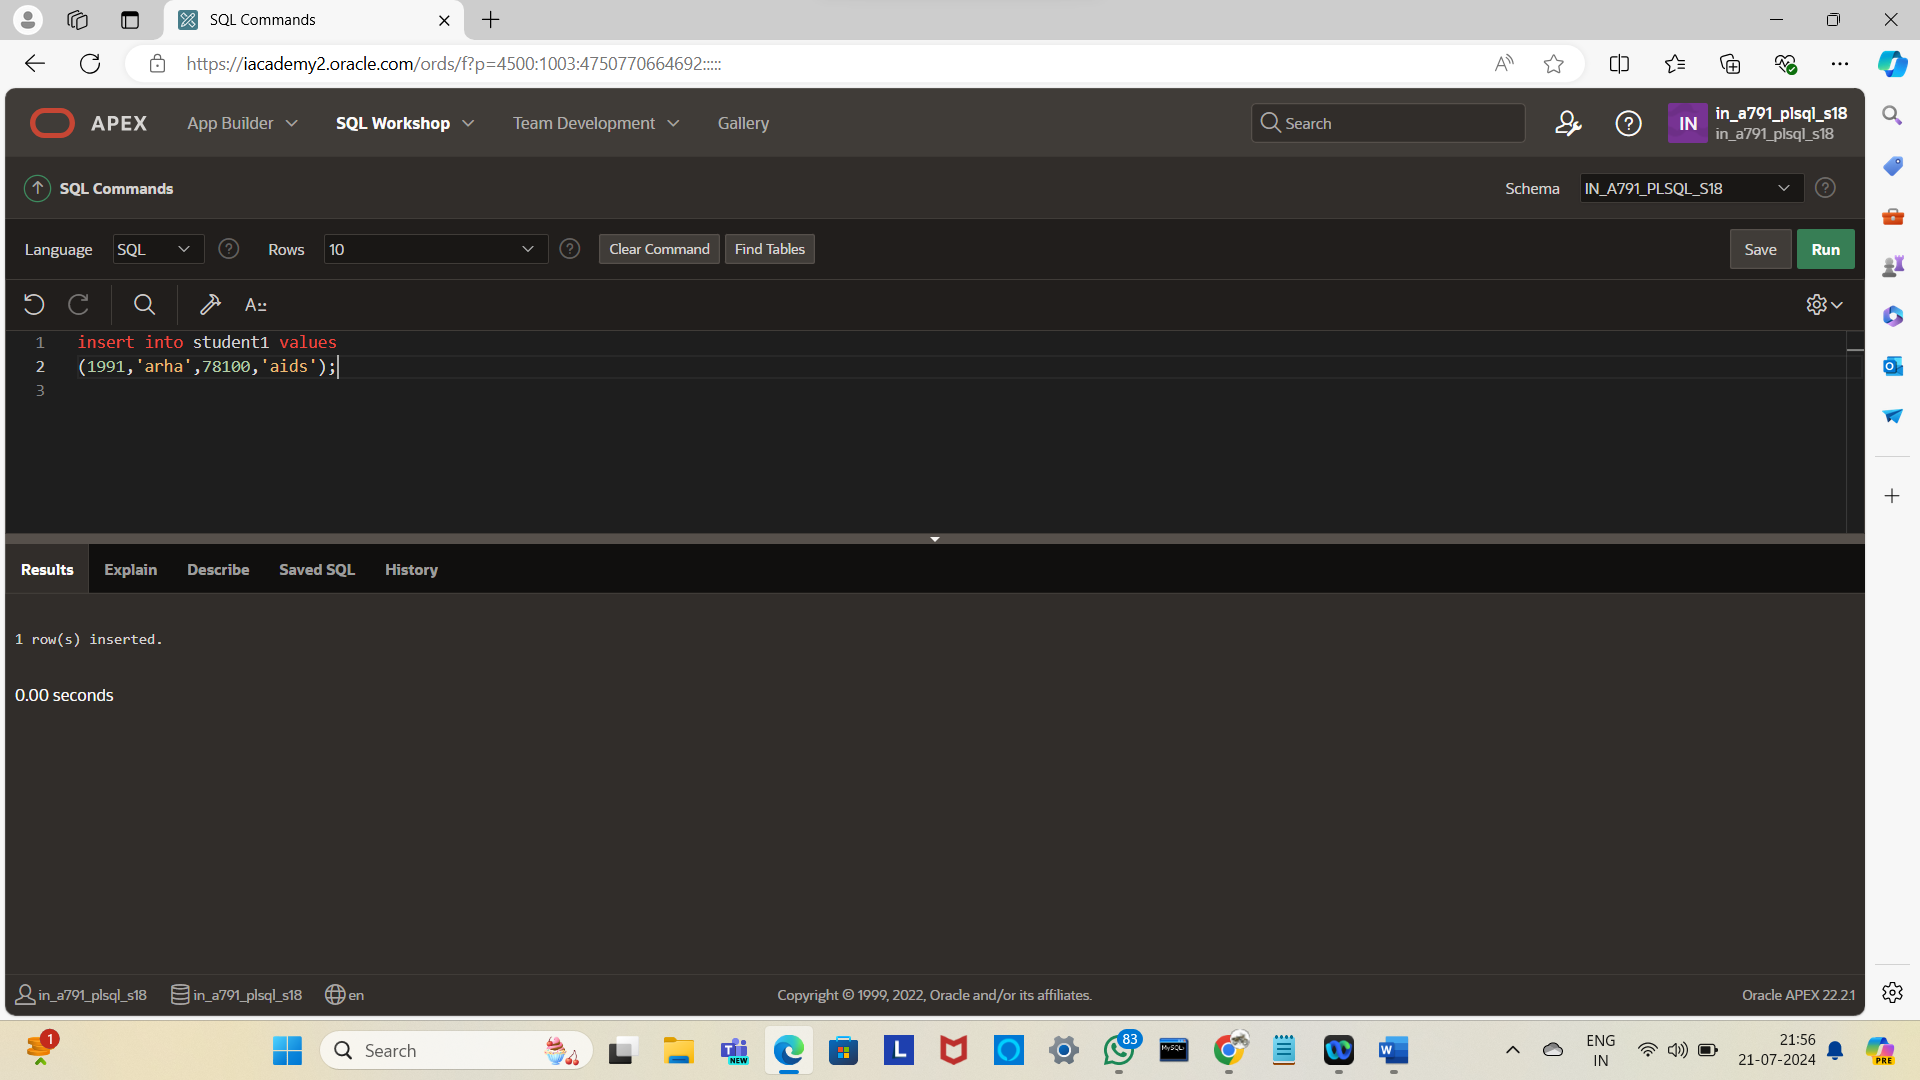 SQL Commands
https://iacademy2.oracle.com/ords/f?p=4500:1003:4750770664692:::::
APEX App Builder SQL Workshop Team Development Gallery Search IN in_a791_plsql_s18
in_a791_plsql_s18
SQL Commands Schema IN_A791_PLSQL_S18
Language SQL Rows 10 Clear Command Find Tables Save Run
A::
1 insert into student1 values
2 (1991,'arha',78100,'aids');
3
Results Explain Describe Saved SQL History
1 row(s) inserted.
0.00 seconds
in_a791_plsql_s18 in_a791_plsql_s18 en Copyright © 1999, 2022, Oracle and/or its affiliates. Oracle APEX 22.2.1
1 Search NEW L 83 MySQL ENG
IN 21:56
21-07-2024 PRE